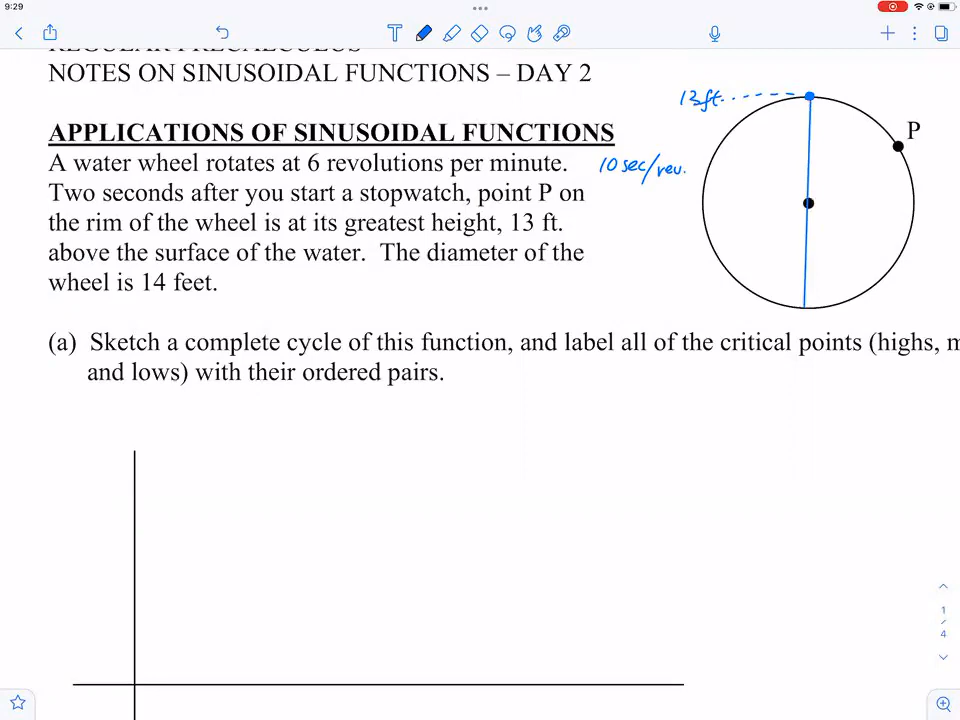 9:29
REGULAR PRECALCULUS
NOTES ON SINUSOIDAL FUNCTIONS – DAY 2
13ft.
P
APPLICATIONS OF SINUSOIDAL FUNCTIONS
A water wheel rotates at 6 revolutions per minute.
10 sec/rev.
Two seconds after you start a stopwatch, point P on
the rim of the wheel is at its greatest height, 13 ft.
above the surface of the water. The diameter of the
wheel is 14 feet.
(a) Sketch a complete cycle of this function, and label all of the critical points (highs, m
and lows) with their ordered pairs.
1
/
4